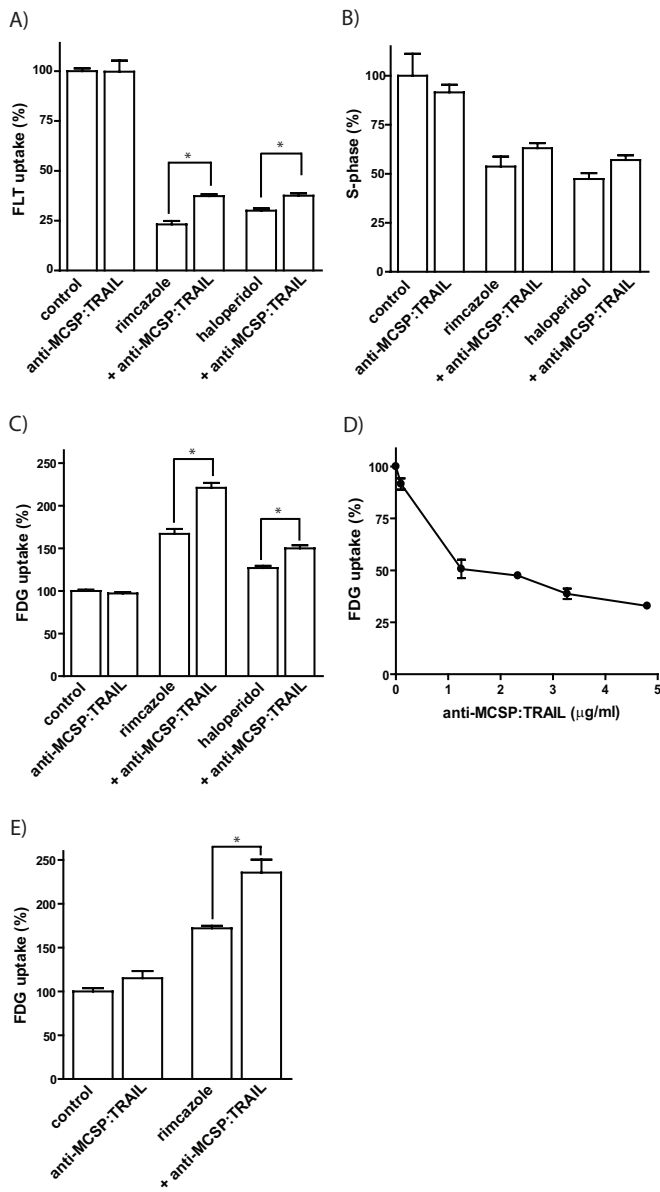 A)
FLT uptake (%)
100
75
50
25
0
*
*
control
anti-MCSP:TRAIL
rimcazole
+ anti-MCSP:TRAIL
haloperidol
+ anti-MCSP:TRAIL
B)
S-phase (%)
100
75
50
25
0
control
anti-MCSP:TRAIL
rimcazole
+ anti-MCSP:TRAIL
haloperidol
+ anti-MCSP:TRAIL
C)
FDG uptake (%)
250
200
150
100
50
0
*
*
control
anti-MCSP:TRAIL
rimcazole
+ anti-MCSP:TRAIL
haloperidol
+ anti-MCSP:TRAIL
D)
FDG uptake (%)
100
75
50
25
0
0 1 2 3 4 5
anti-MCSP:TRAIL (μg/ml)
E)
FDG uptake (%)
250
200
150
100
50
0
*
control
anti-MCSP:TRAIL
rimcazole
+ anti-MCSP:TRAIL